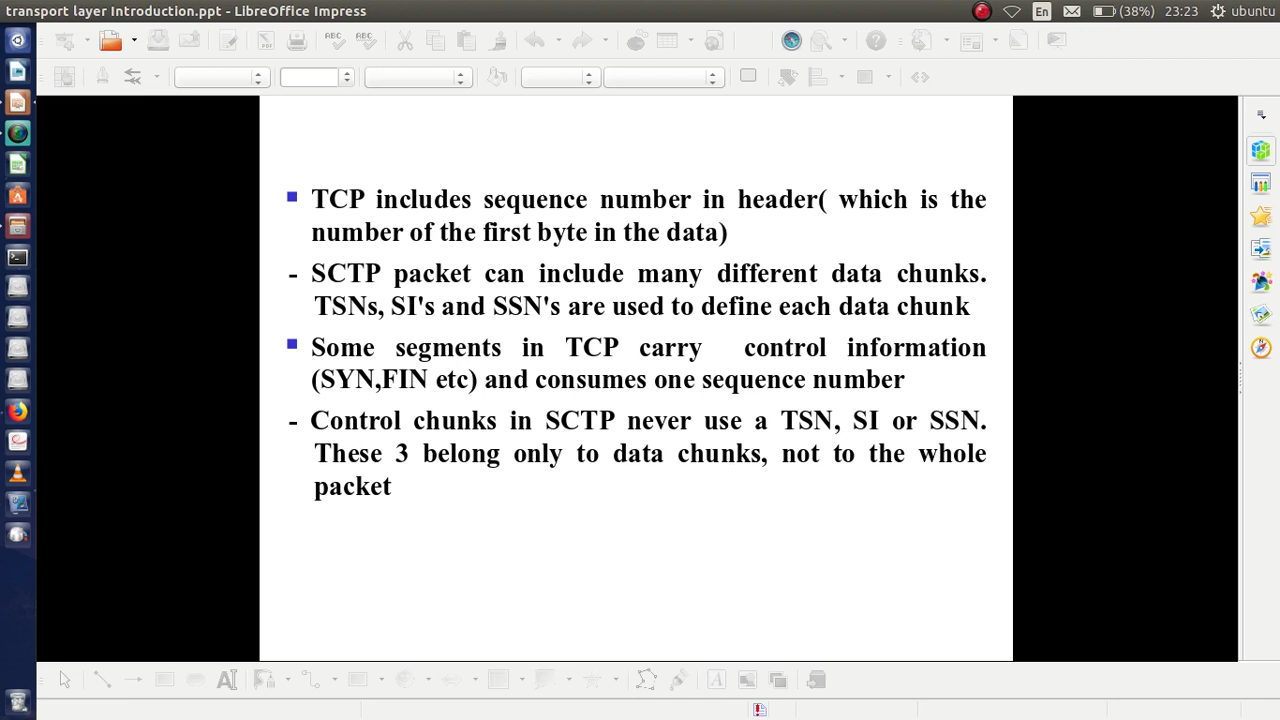 transport layer Introduction.ppt - LibreOffice Impress
En
(38%)
23:23
ubuntu
TCP includes sequence number in header( which is the
number of the first byte in the data)
- SCTP packet can include many different data chunks.
TSNs, SI's and SSN's are used to define each data chunk
Some segments in TCP carry control information
(SYN,FIN etc) and consumes one sequence number
- Control chunks in SCTP never use a TSN, SI or SSN.
These 3 belong only to data chunks, not to the whole
packet